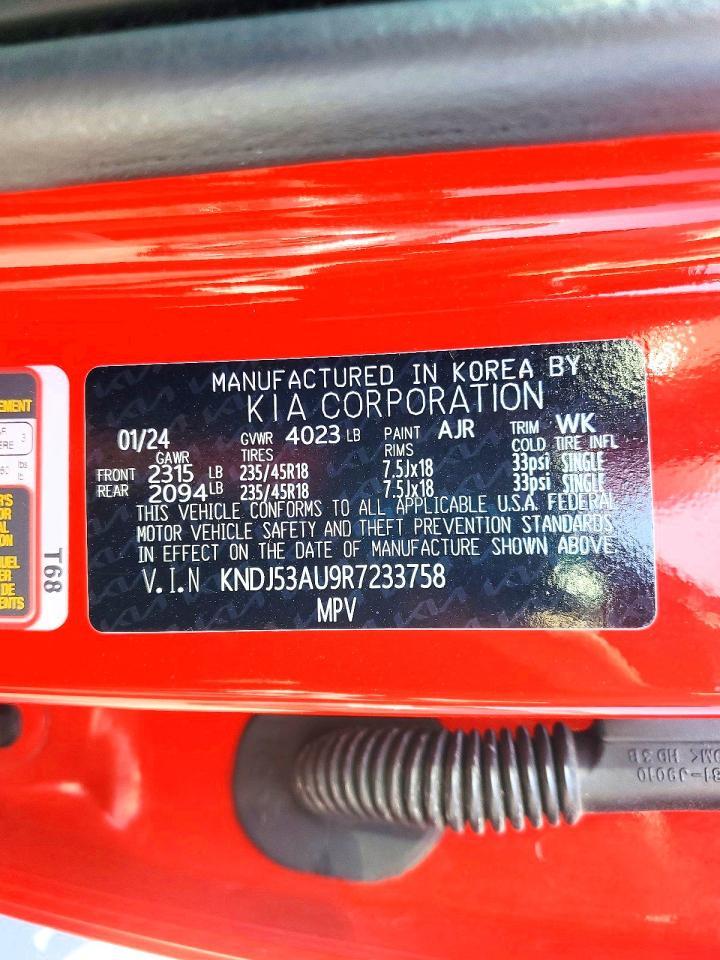 MANUFACTURED IN KOREA BY
KIA CORPORATION
01/24 GVWR 4023 LB PAINT AJR TRIM WK
GAWR TIRES RIMS COLD TIRE INFL
FRONT 2315 LB 235/45R18 7.5Jx18 33psi SINGLE
REAR 2094 LB 235/45R18 7.5Jx18 33psi SINGLE
THIS VEHICLE CONFORMS TO ALL APPLICABLE U.S.A. FEDERAL
MOTOR VEHICLE SAFETY AND THEFT PREVENTION STANDARDS
IN EFFECT ON THE DATE OF MANUFACTURE SHOWN ABOVE.
V.I.N KNDJ53AU9R7233758
MPV
T68
HD 3B